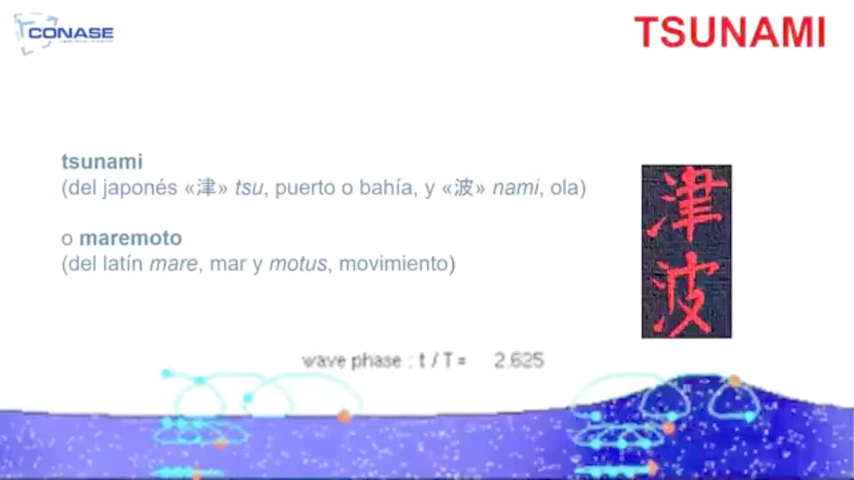 CONASE
TSUNAMI
tsunami
(del japonés «津» tsu, puerto o bahía, y «波» nami, ola)
o maremoto
(del latín mare, mar y motus, movimiento)
津
波
wave phase : t / T = 2.625